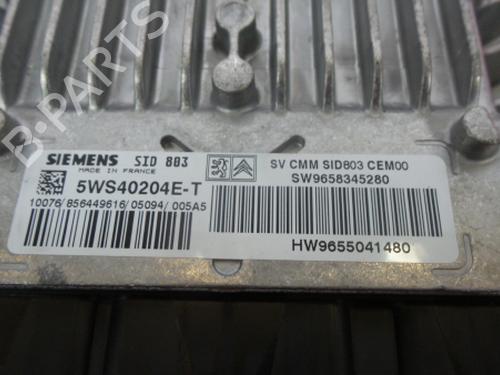 B-PARTS
SIEMENS SID 803
MADE IN FRANCE
5WS40204E-T
10076/856449616/05094/005A5
SV CMM SID803 CEM00
SW9658345280
HW9655041480